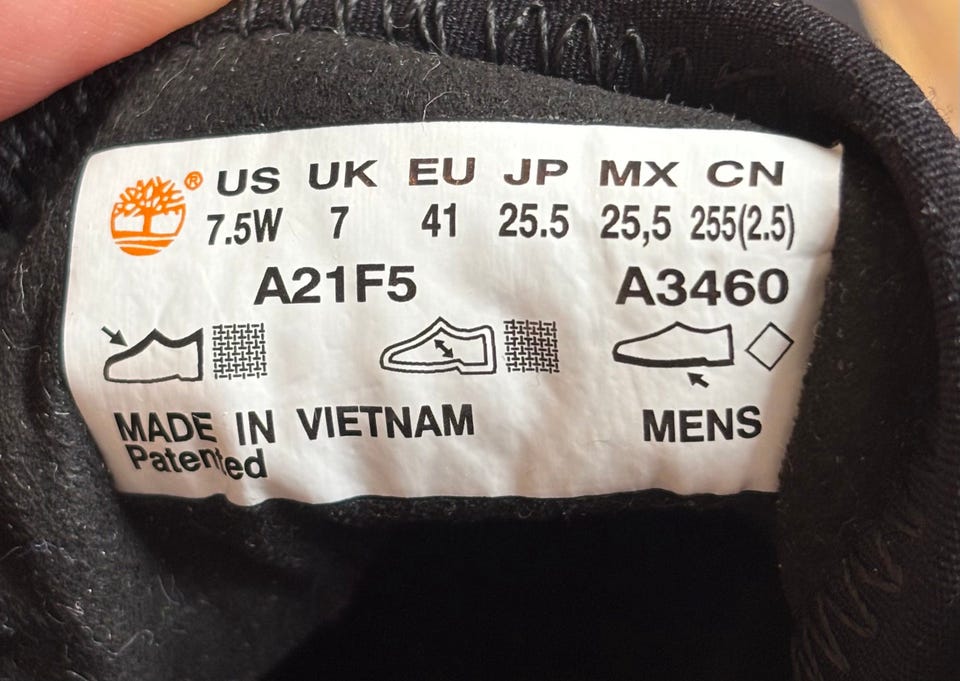 ® US UK EU JP MX CN
7.5W 7 41 25.5 25,5 255(2.5)
A21F5 A3460
MADE IN VIETNAM MENS
Patented